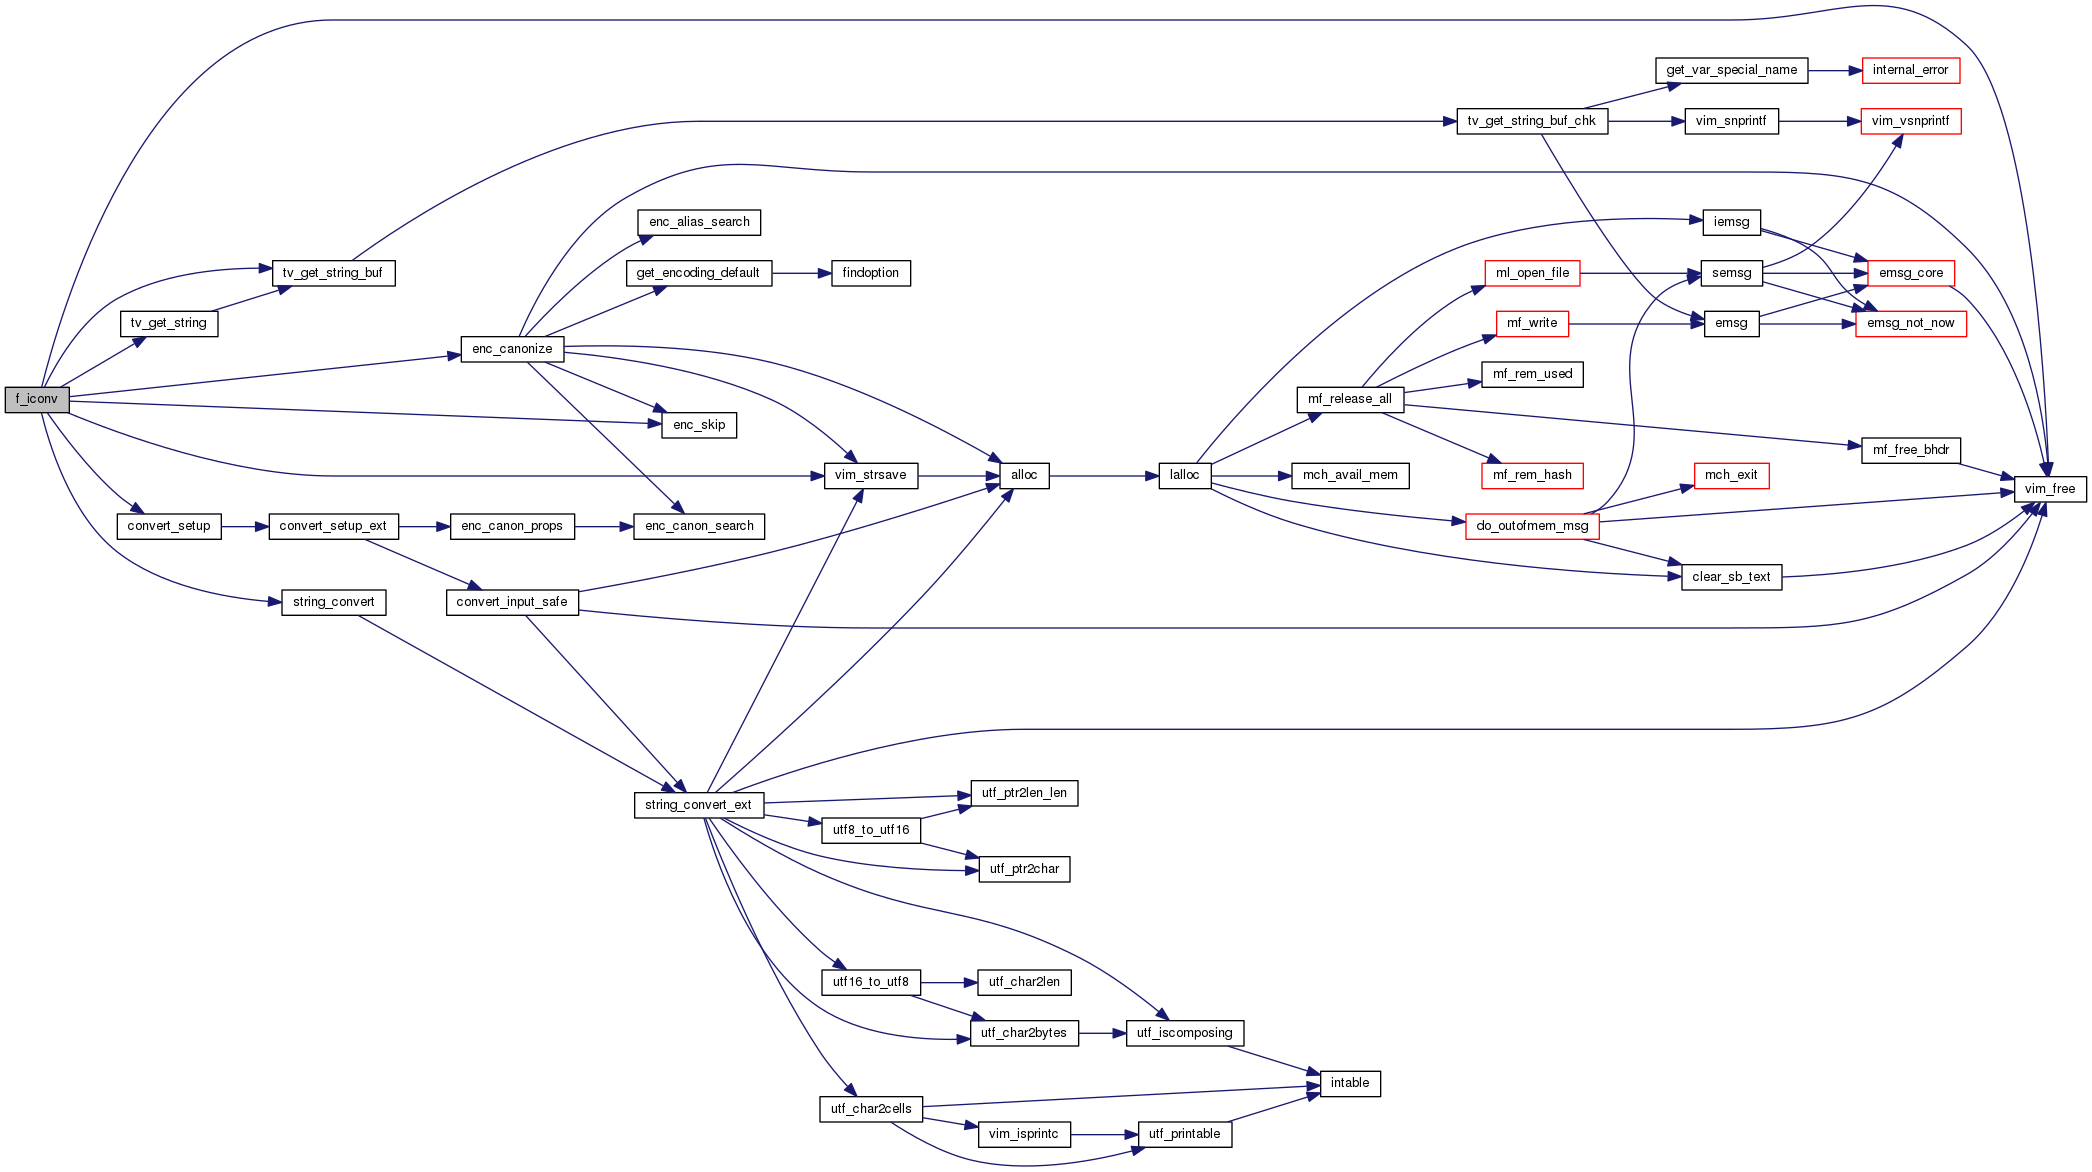 f_iconv
tv_get_string_buf
tv_get_string
enc_canonize
enc_alias_search
get_encoding_default
findoption
enc_skip
vim_strsave
alloc
convert_setup
convert_setup_ext
enc_canon_props
enc_canon_search
string_convert
convert_input_safe
string_convert_ext
utf_ptr2len_len
utf8_to_utf16
utf_ptr2char
utf16_to_utf8
utf_char2len
utf_char2bytes
utf_iscomposing
intable
utf_char2cells
vim_isprintc
utf_printable
lalloc
mf_release_all
mch_avail_mem
tv_get_string_buf_chk
get_var_special_name
internal_error
vim_snprintf
vim_vsnprintf
iemsg
ml_open_file
semsg
emsg_core
mf_write
emsg
emsg_not_now
mf_rem_used
mf_free_bhdr
mf_rem_hash
mch_exit
do_outofmem_msg
clear_sb_text
vim_free